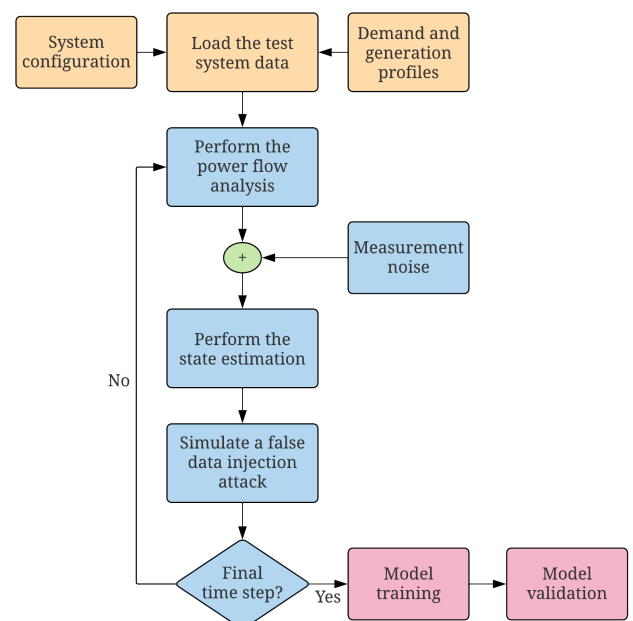 System
configuration
Load the test
system data
Demand and
generation
profiles
Perform the
power flow
analysis
+
Measurement
noise
Perform the
state estimation
No
Simulate a false
data injection
attack
Final
time step?
Yes
Model
training
Model
validation